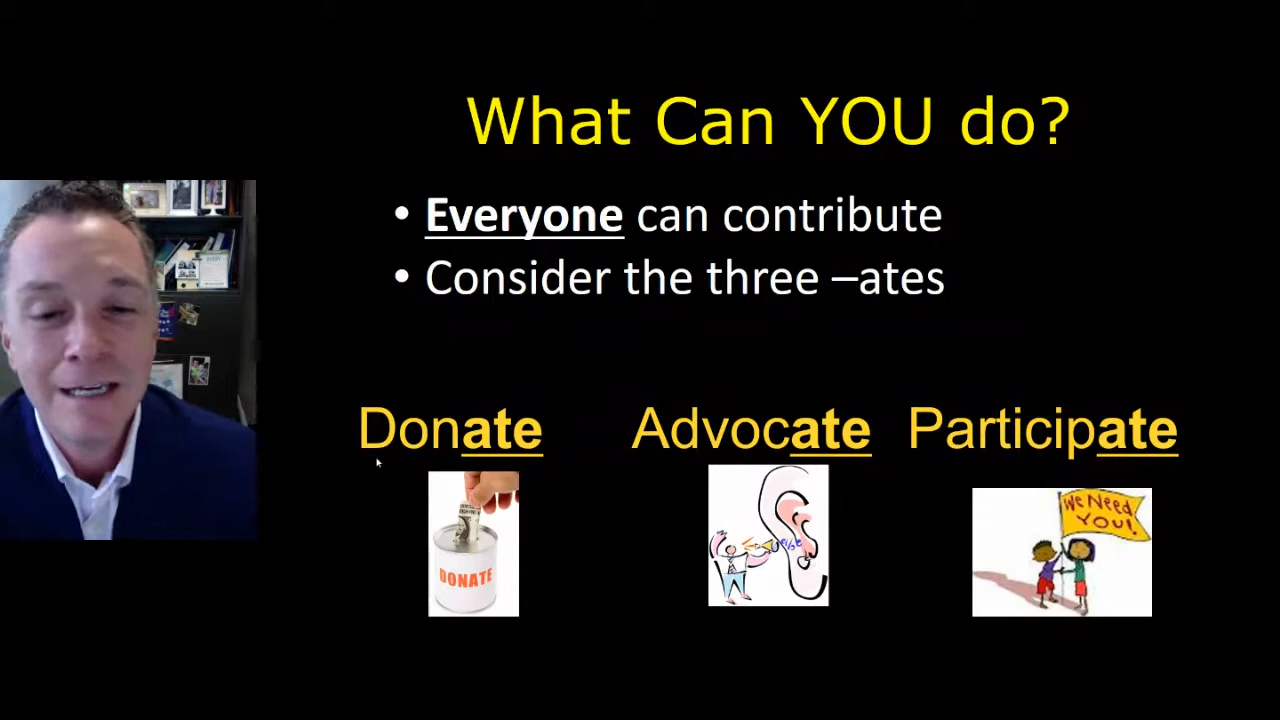 What Can YOU do?
• Everyone can contribute
• Consider the three –ates
Donate
Advocate
Participate
DONATE
We Need
YOU!